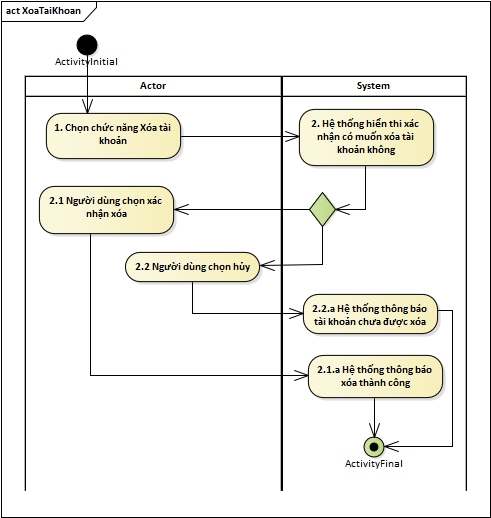 act XoaTaiKhoan
ActivityInitial
Actor
System
1. Chọn chức năng Xóa tài
khoản
2. Hệ thống hiển thi xác
nhận có muốn xóa tài
khoản không
2.1 Người dùng chọn xác
nhận xóa
2.2 Người dùng chọn hủy
2.2.a Hệ thống thông báo
tài khoản chưa được xóa
2.1.a Hệ thống thông báo
xóa thành công
ActivityFinal